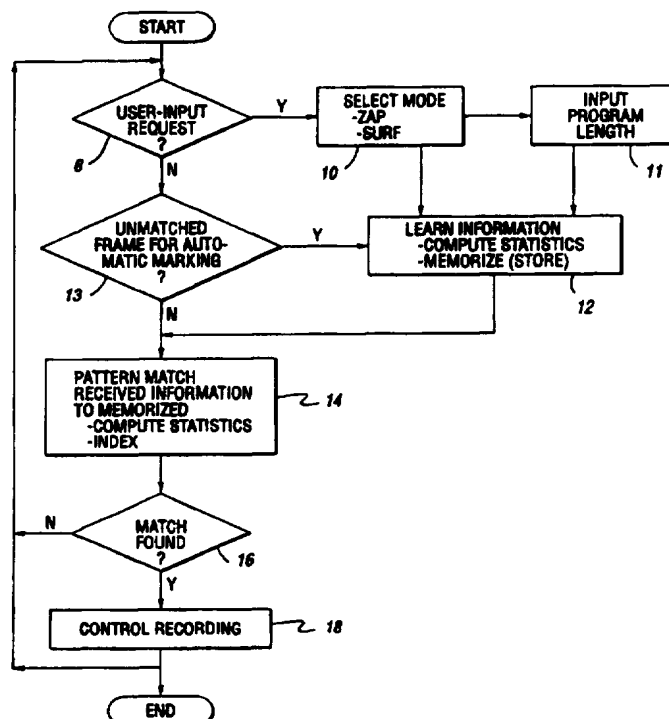 START
USER-INPUT
REQUEST
?
8
Y
N
SELECT MODE
-ZAP
-SURF
10
INPUT
PROGRAM
LENGTH
11
UNMATCHED
FRAME FOR AUTO-
MATIC MARKING
?
13
Y
N
LEARN INFORMATION
-COMPUTE STATISTICS
-MEMORIZE (STORE)
12
PATTERN MATCH
RECEIVED INFORMATION
TO MEMORIZED
-COMPUTE STATISTICS
-INDEX
14
N
MATCH
FOUND
?
16
Y
CONTROL RECORDING
18
END